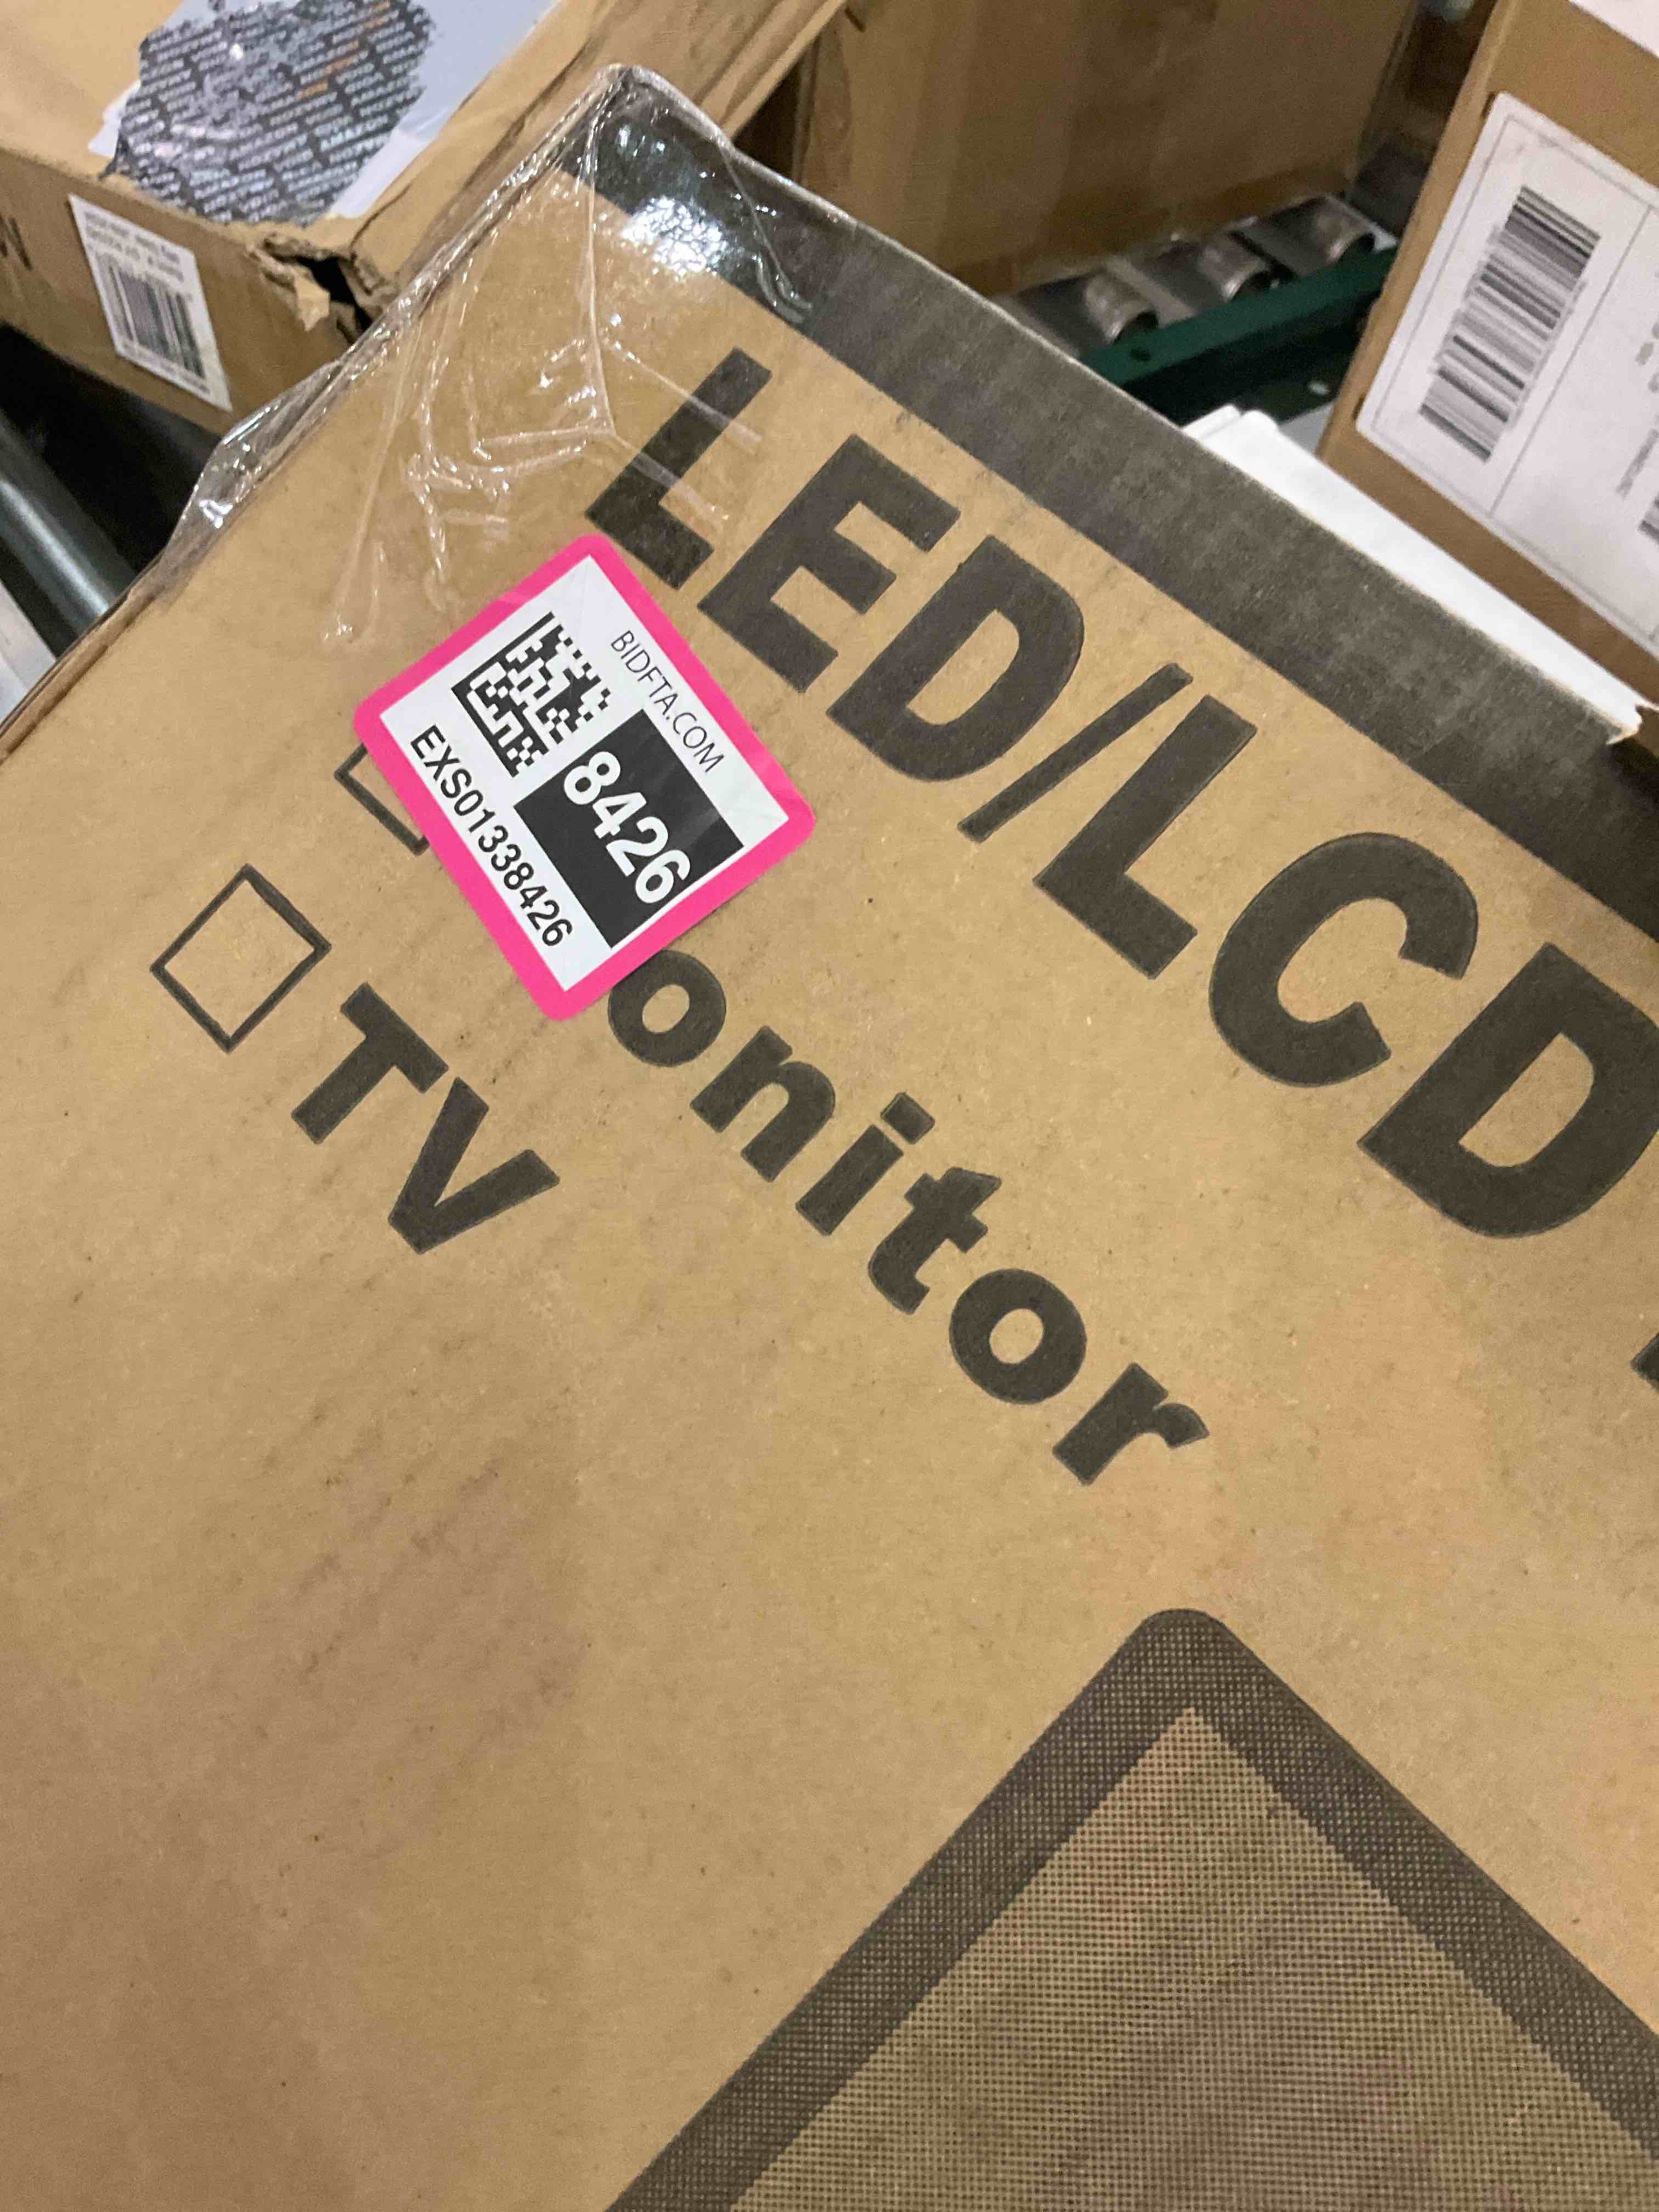 LED/LCD
BIDFTA.COM
8426
EXS01338426
onitor
TV